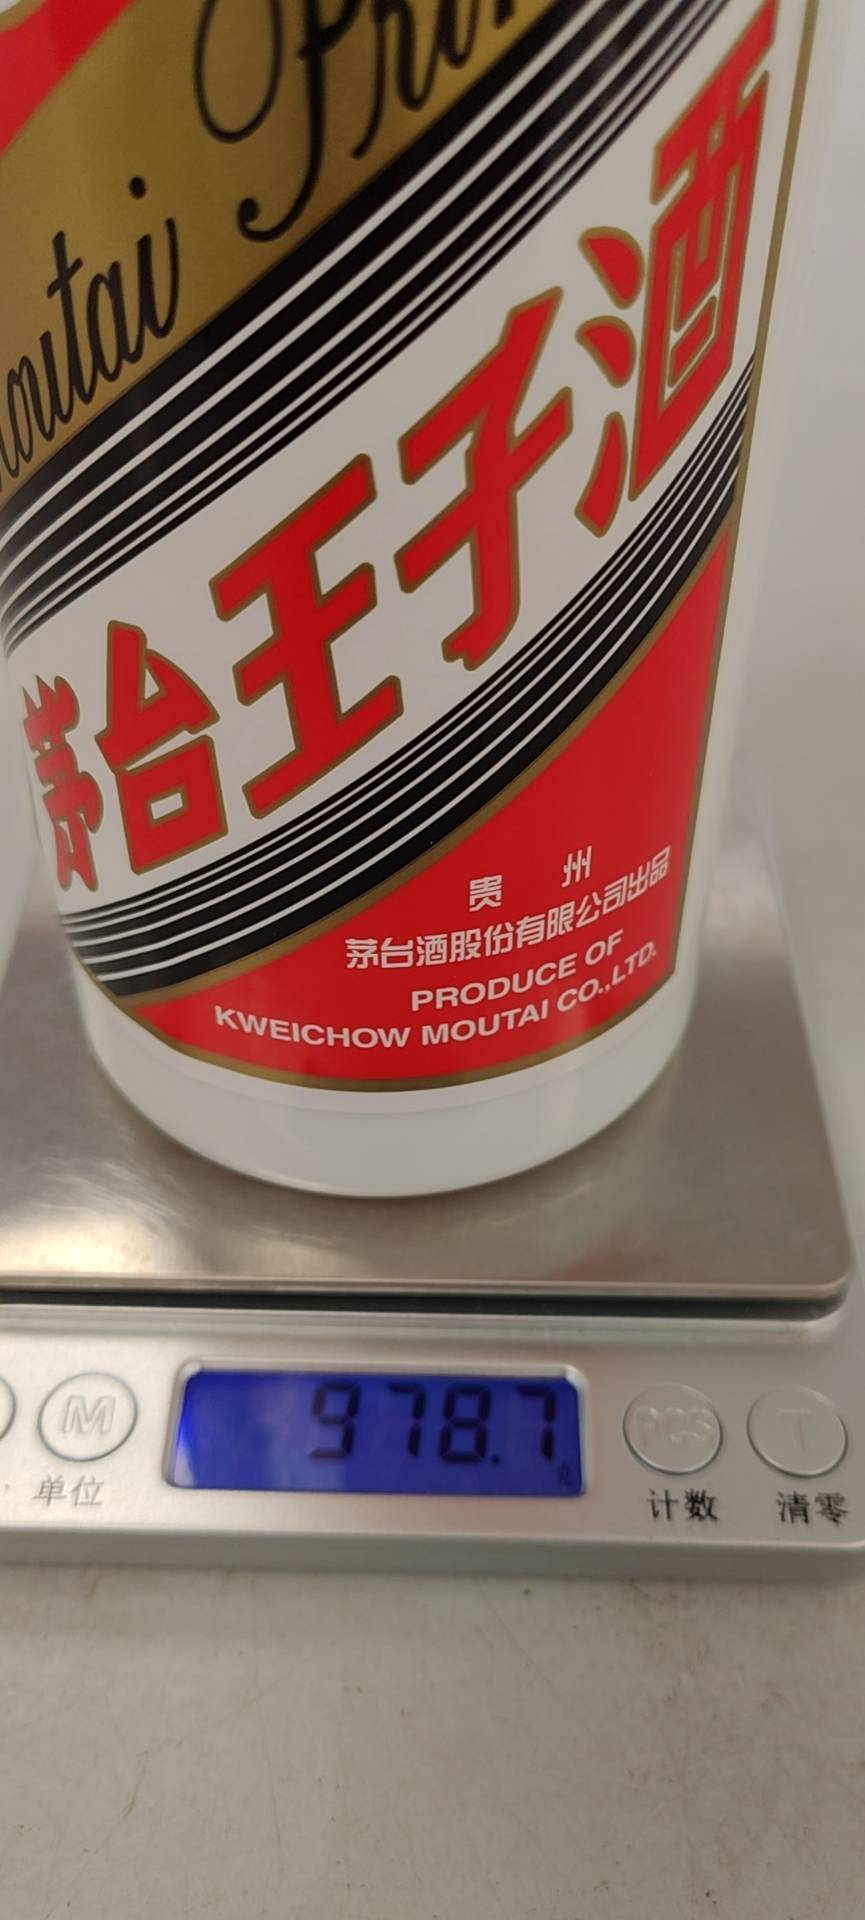 Moutai Prin
茅台王子酒
贵州
茅台酒股份有限公司出品
PRODUCE OF
KWEICHOW MOUTAI CO.,LTD.
978.7
M
PCS
T
单位
计数
清零